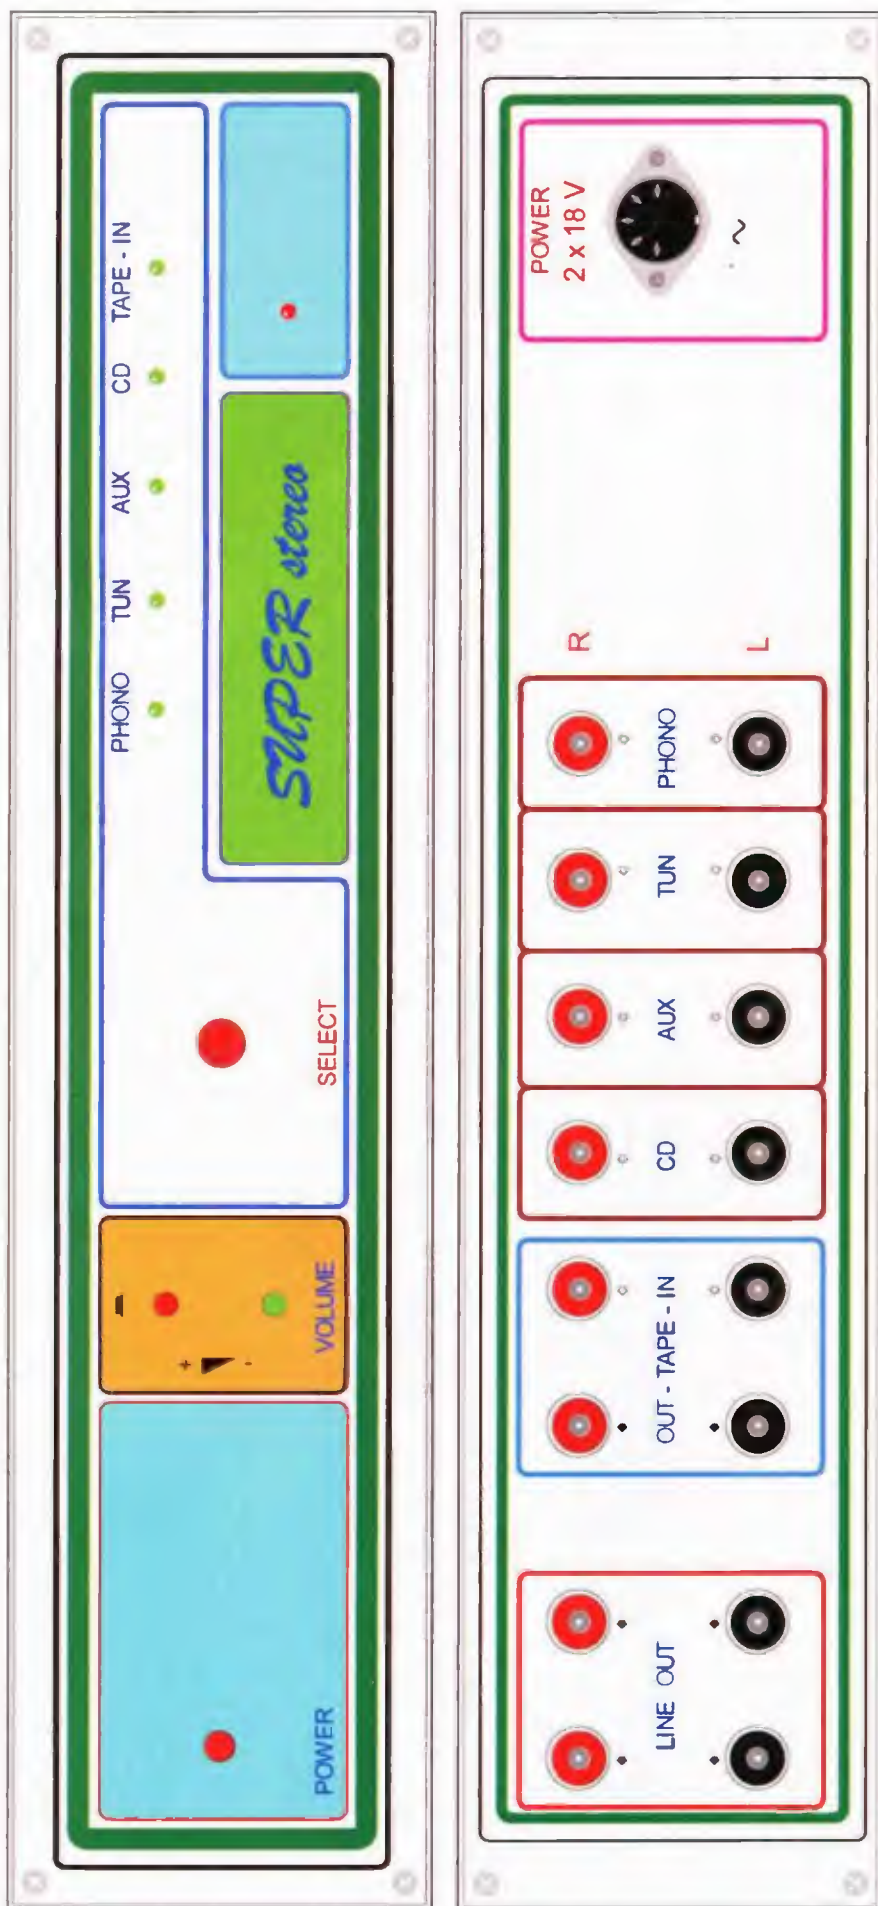 PHONO TUN AUX CD TAPE - IN
SUPER stereo
SELECT
+
-
VOLUME
POWER
POWER
2 x 18 V
~
R
L
LINE OUT
OUT - TAPE - IN
CD
AUX
TUN
PHONO